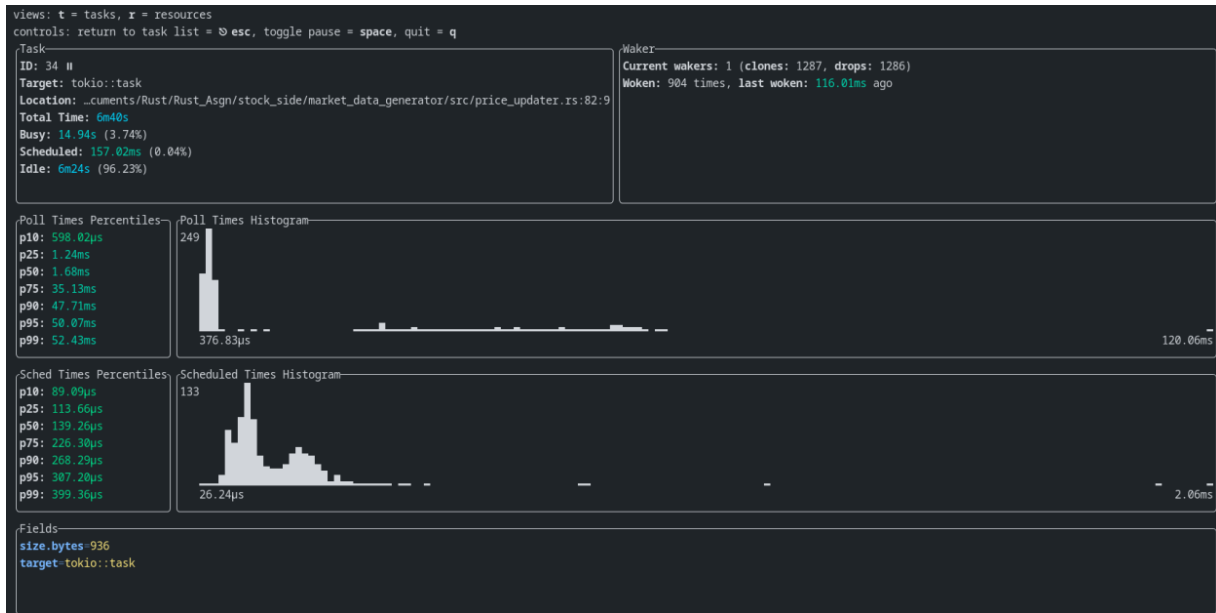 views: t = tasks, r = resources
controls: return to task list = ⎋ esc, toggle pause = space, quit = q
Task
ID: 34 ⏸
Target: tokio::task
Location: …cuments/Rust/Rust_Asgn/stock_side/market_data_generator/src/price_updater.rs:82:9
Total Time: 6m40s
Busy: 14.94s (3.74%)
Scheduled: 157.02ms (0.04%)
Idle: 6m24s (96.23%)
Waker
Current wakers: 1 (clones: 1287, drops: 1286)
Woken: 904 times, last woken: 116.01ms ago
Poll Times Percentiles
p10: 598.02µs
p25: 1.24ms
p50: 1.68ms
p75: 35.13ms
p90: 47.71ms
p95: 50.07ms
p99: 52.43ms
Poll Times Histogram
249
376.83µs 120.06ms
Sched Times Percentiles
p10: 89.09µs
p25: 113.66µs
p50: 139.26µs
p75: 226.30µs
p90: 268.29µs
p95: 307.20µs
p99: 399.36µs
Scheduled Times Histogram
133
26.24µs 2.06ms
Fields
size.bytes=936
target=tokio::task